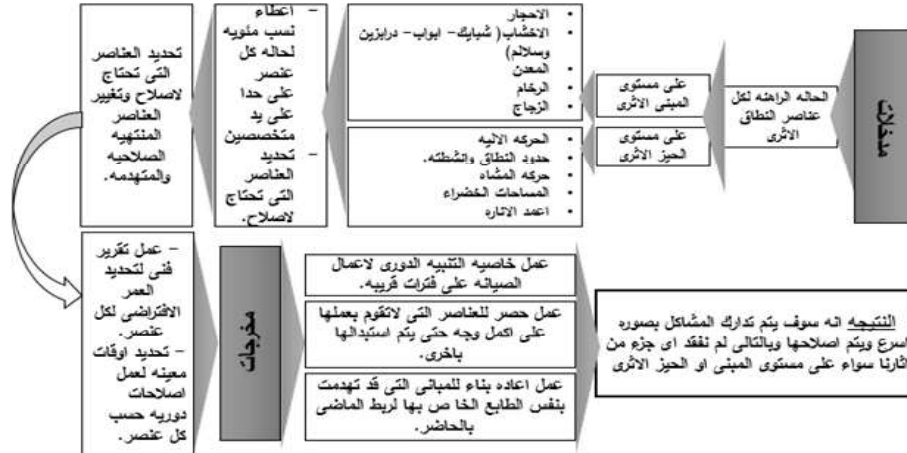 مدخلات
الحاله الراهنه لكل
عناصر النطاق
الاثرى
على مستوى
المبنى الاثرى
على مستوى
الحيز الاثرى
• الاحجار
• الاخشاب( شبابيك- ابواب- درابزين
وسلالم)
• المعدن
• الرخام
• الزجاج
• الحركه الاليه
• حدود النطاق وانشطته.
• حركه المشاه
• المساحات الخضراء
• اعمد الاناره
– اعطاء
نسب مئويه
لحاله كل
عنصر
على حدا
على يد
متخصصين
– تحديد
العناصر
التى تحتاج
لاصلاح.
تحديد العناصر
التى تحتاج
لاصلاح وتغيير
العناصر
المنتهيه
الصلاحيه
والمتهدمه.
– عمل تقرير
فنى لتحديد
العمر
الافتراضى لكل
عنصر.
– تحديد اوقات
معينه لعمل
اصلاحات
دوريه حسب
كل عنصر.
مخرجات
عمل خاصيه التنبيه الدورى لاعمال
الصيانه على فترات قريبه.
عمل حصر للعناصر التى لاتقوم بعملها
على اكمل وجه حتى يتم استبدالها
باخرى.
عمل اعاده بناء للمبانى التى قد تهدمت
بنفس الطابع الخا ص بها لربط الماضى
بالحاضر.
النتيجه انه سوف يتم تدارك المشاكل بصوره
اسرع ويتم اصلاحها وبالتالى لم نفقد اى جزء من
اثارنا سواء على مستوى المبنى او الحيز الاثرى